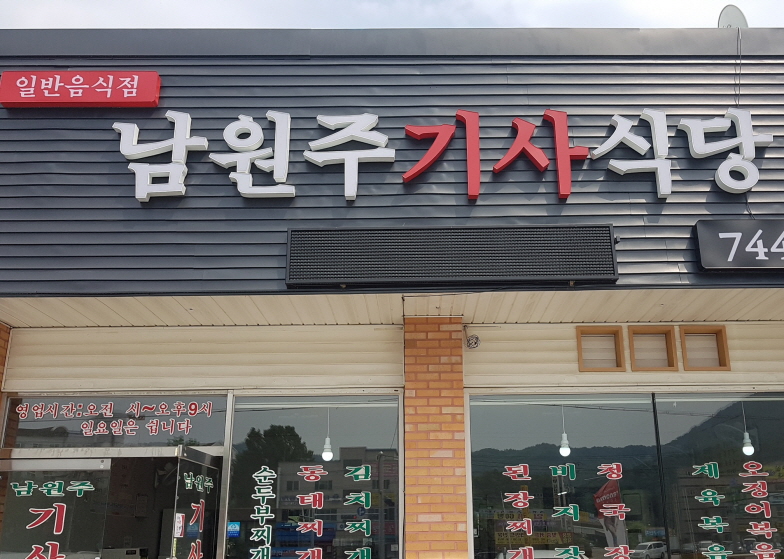 일반음식점
남원주기사식당
744
영업시간:오전 시~오후9시
일요일은 쉽니다
남원주
기사
남원주
기사
순두부찌개
동태찌개
김치찌개
된장찌개
비지장
청국장
제육볶음
오징어볶음